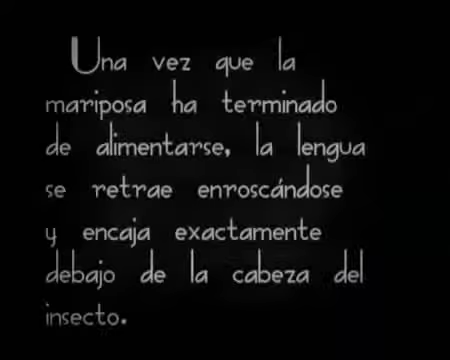 Una vez que la
mariposa ha terminado
de alimentarse, la lengua
se retrae enroscándose
y encaja exactamente
debajo de la cabeza del
insecto.